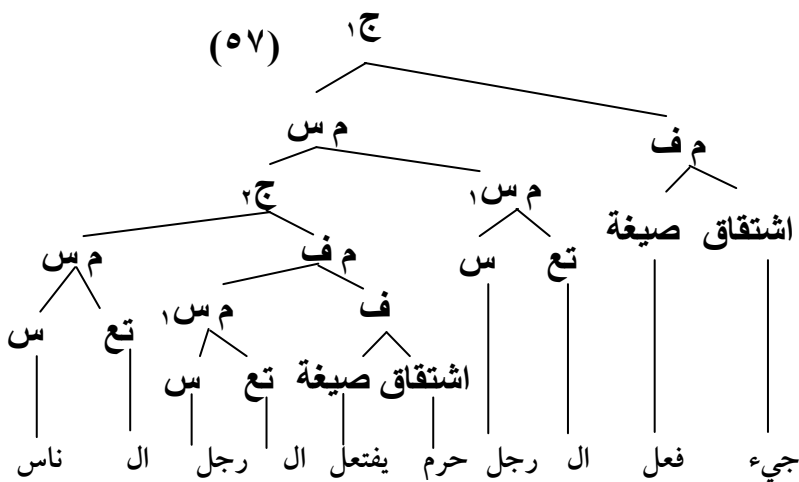 (٥٧) ج١
م ف م س
اشتقاق صيغة م س١ ج٢
تع س م ف م س
ف م س١ تع س
اشتقاق صيغة تع س
جيء فعل ال رجل حرم يفتعل ال رجل ال ناس